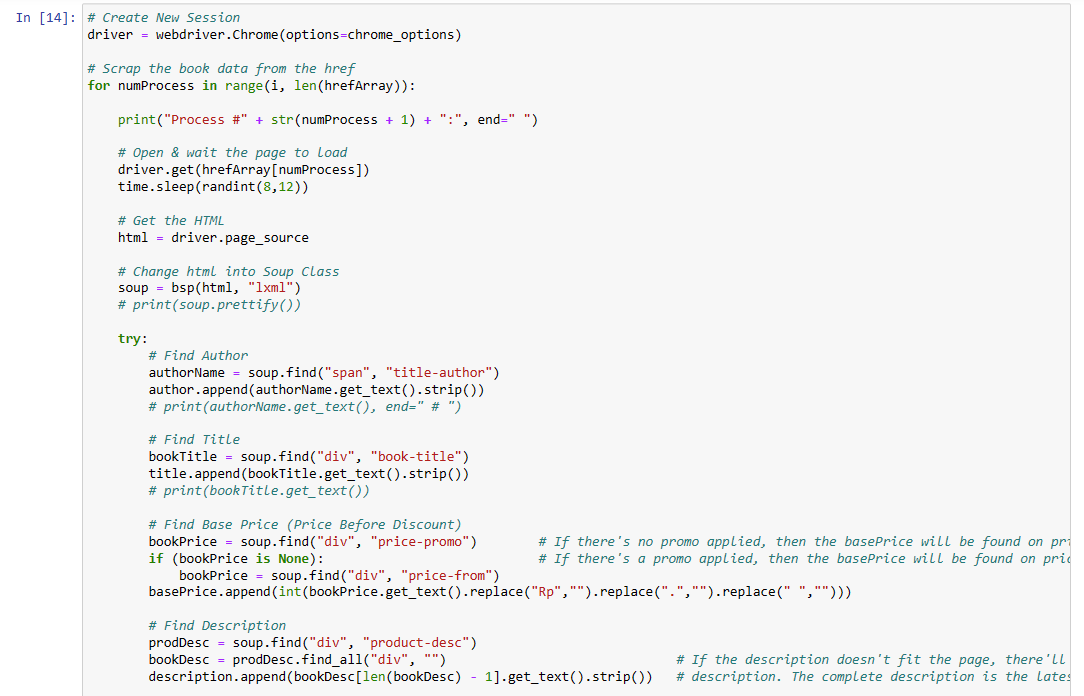 In [14]: # Create New Session
driver = webdriver.Chrome(options=chrome_options)
# Scrap the book data from the href
for numProcess in range(i, len(hrefArray)):
print("Process #" + str(numProcess + 1) + ":", end=" ")
# Open & wait the page to load
driver.get(hrefArray[numProcess])
time.sleep(randint(8,12))
# Get the HTML
html = driver.page_source
# Change html into Soup Class
soup = bsp(html, "lxml")
# print(soup.prettify())
try:
# Find Author
authorName = soup.find("span", "title-author")
author.append(authorName.get_text().strip())
# print(authorName.get_text(), end=" # ")
# Find Title
bookTitle = soup.find("div", "book-title")
title.append(bookTitle.get_text().strip())
# print(bookTitle.get_text())
# Find Base Price (Price Before Discount)
bookPrice = soup.find("div", "price-promo") # If there's no promo applied, then the basePrice will be found on
if (bookPrice is None): # If there's a promo applied, then the basePrice will be found on
bookPrice = soup.find("div", "price-from")
basePrice.append(int(bookPrice.get_text().replace("Rp","").replace(".","").replace(" ","")))
# Find Description
prodDesc = soup.find("div", "product-desc")
bookDesc = prodDesc.find_all("div", "") # If the description doesn't fit the page, there'll
description.append(bookDesc[len(bookDesc) - 1].get_text().strip()) # description. The complete description is the